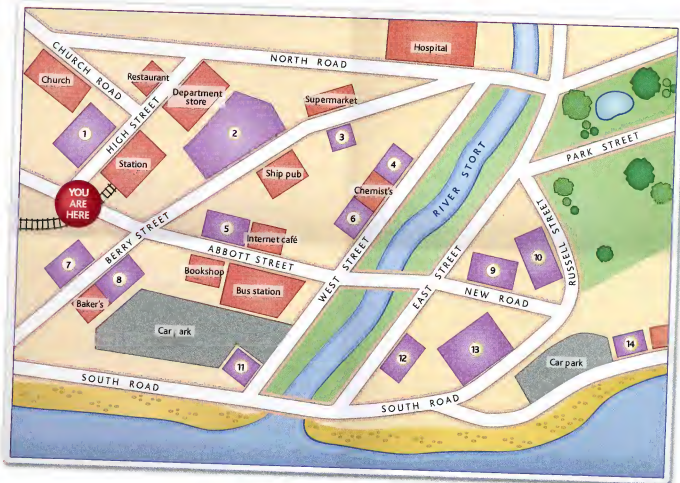 Hospital
CHURCH ROAD
NORTH ROAD
Church
Restaurant
Department
store
Supermarket
HIGH STREET
1
2
3
4
Station
Ship pub
Chemist's
PARK STREET
RIVER STORT
YOU
ARE
HERE
BERRY STREET
5
Internet café
6
ABBOTT STREET
WEST STREET
EAST STREET
RUSSELL STREET
7
8
Baker's
Bookshop
Bus station
9
10
NEW ROAD
Car ark
11
12
13
Car park
14
SOUTH ROAD
SOUTH ROAD